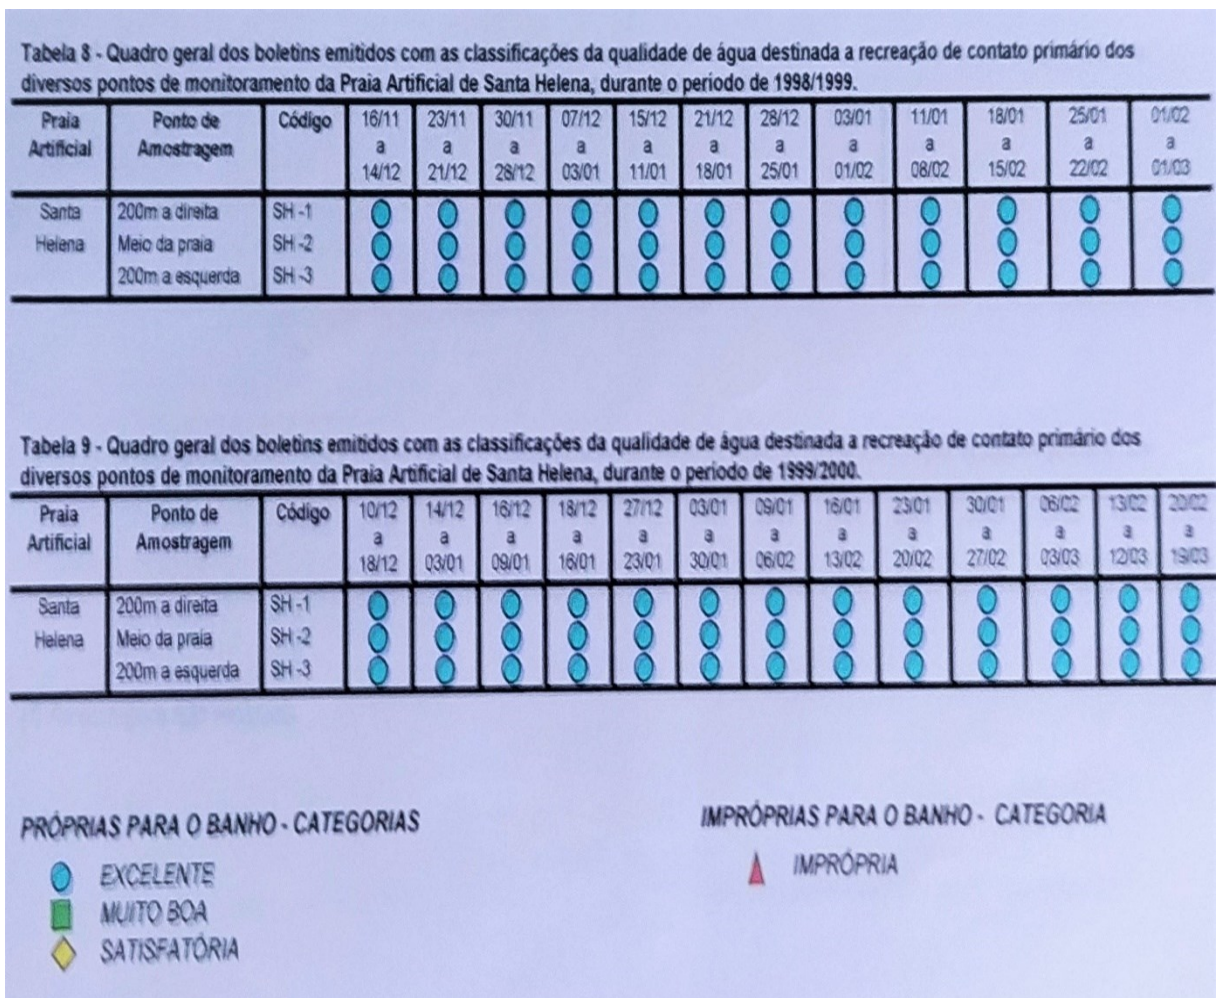 Tabela 8 - Quadro geral dos boletins emitidos com as classificações da qualidade de água destinada a recreação de contato primário dos
diversos pontos de monitoramento da Praia Artificial de Santa Helena, durante o período de 1998/1999.
Praia Ponto de Código 16/11 23/11 30/11 07/12 15/12 21/12 28/12 03/01 11/01 18/01 25/01 01/02
Artificial Amostragem a a a a a a a a a a a a
14/12 21/12 28/12 03/01 11/01 18/01 25/01 01/02 08/02 15/02 22/02 01/03
Santa 200m a direita SH -1
Helena Meio da praia SH -2
200m a esquerda SH -3
Tabela 9 - Quadro geral dos boletins emitidos com as classificações da qualidade de água destinada a recreação de contato primário dos
diversos pontos de monitoramento da Praia Artificial de Santa Helena, durante o período de 1999/2000.
Praia Ponto de Código 10/12 14/12 16/12 18/12 27/12 03/01 09/01 16/01 23/01 30/01 06/02 13/02 20/02
Artificial Amostragem a a a a a a a a a a a a a
18/12 03/01 09/01 16/01 23/01 30/01 06/02 13/02 20/02 27/02 03/03 12/03 19/03
Santa 200m a direita SH -1
Helena Meio da praia SH -2
200m a esquerda SH -3
PRÓPRIAS PARA O BANHO - CATEGORIAS
EXCELENTE
MUITO BOA
SATISFATÓRIA
IMPRÓPRIAS PARA O BANHO - CATEGORIA
IMPRÓPRIA